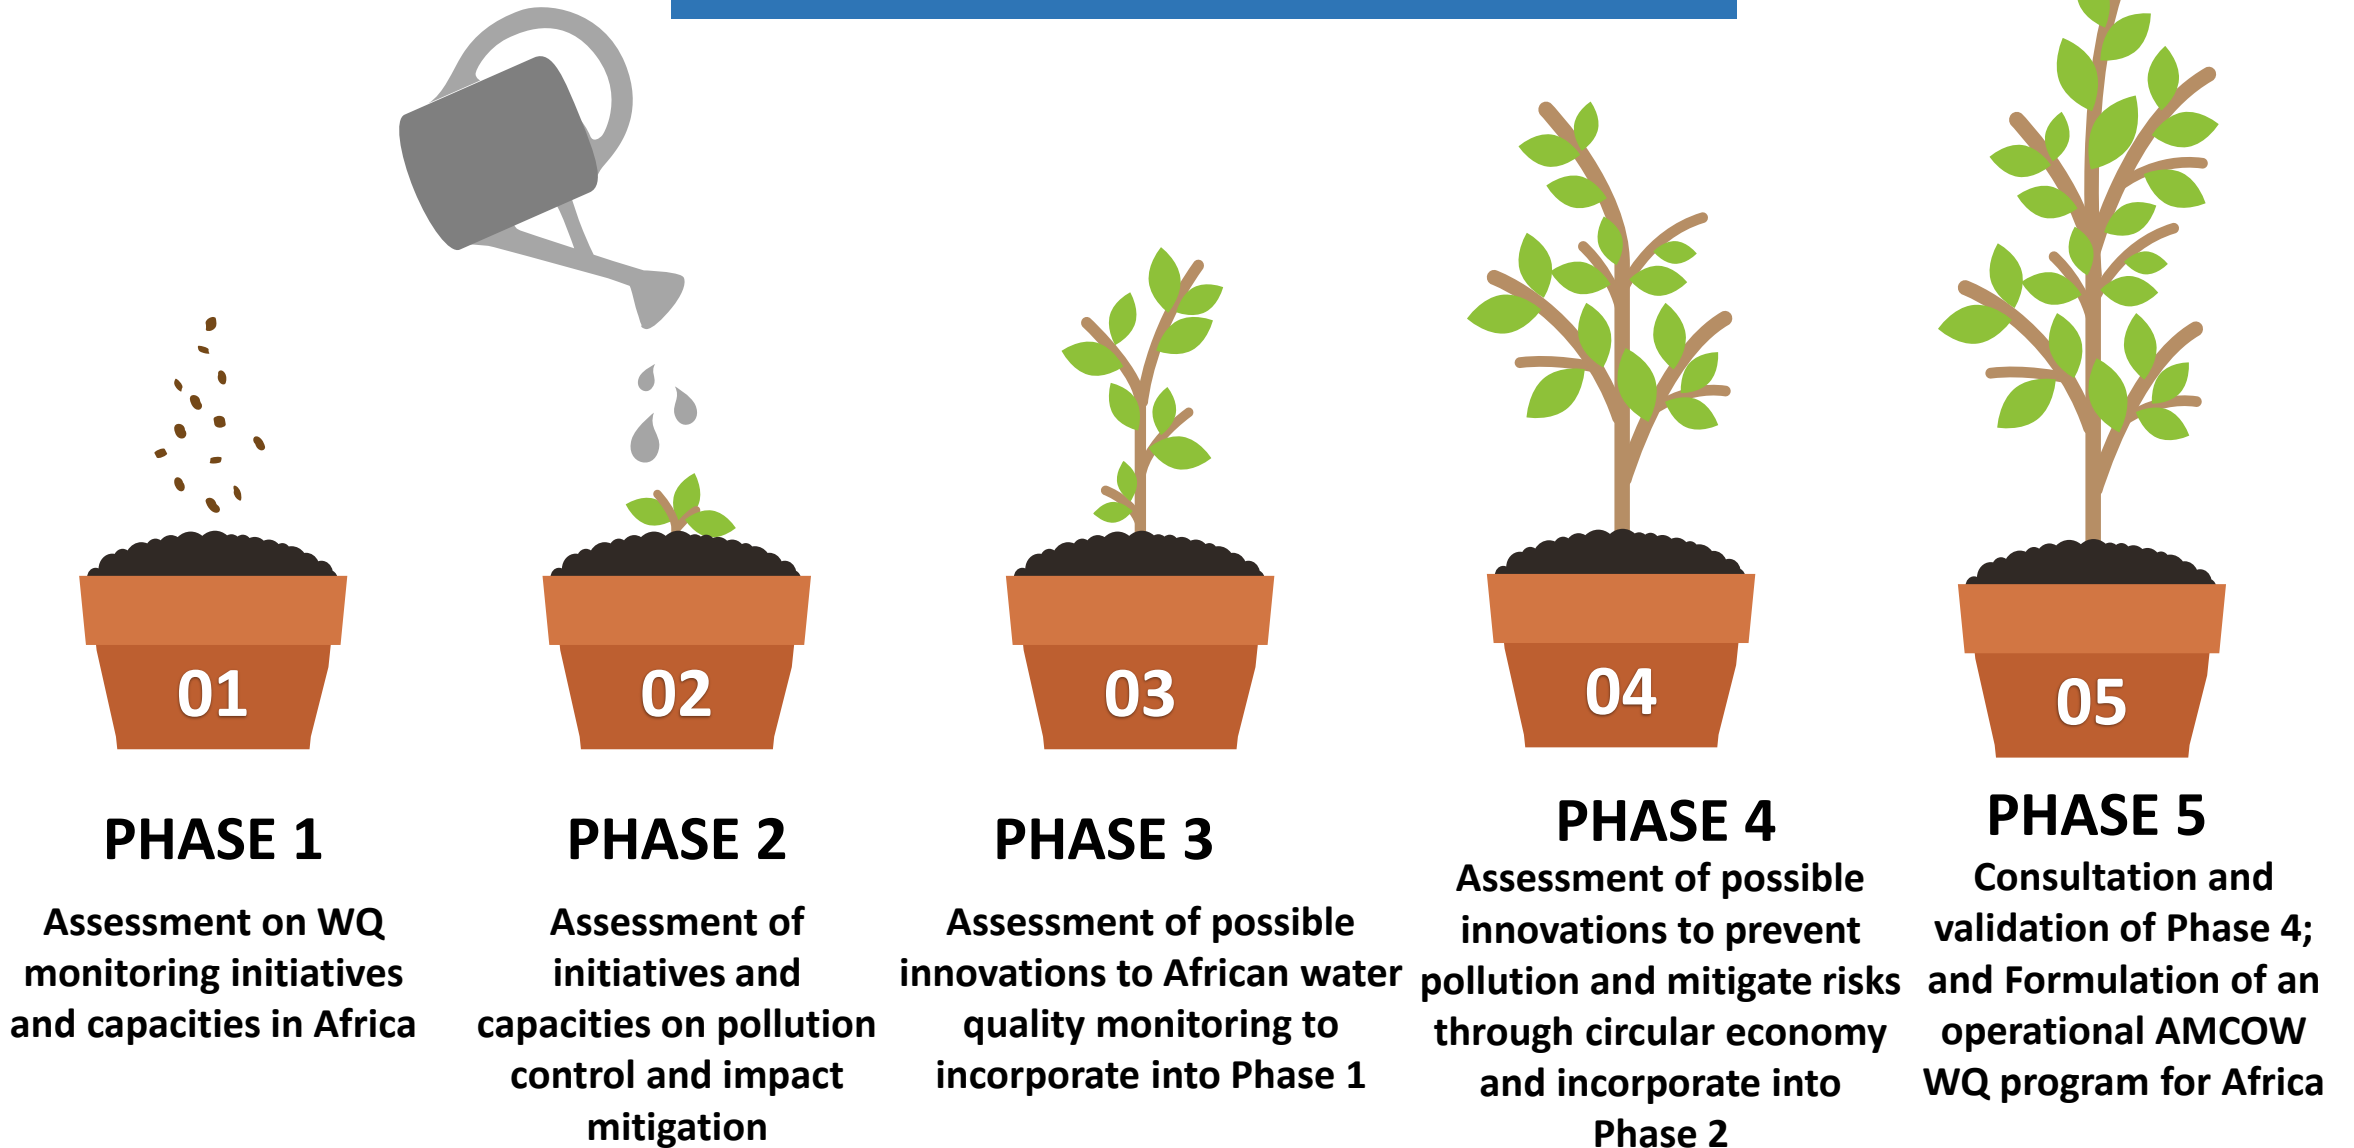 01
02
03
04
05
PHASE 1
Assessment on WQ
monitoring initiatives
and capacities in Africa
PHASE 2
Assessment of
initiatives and
capacities on pollution
control and impact
mitigation
PHASE 3
Assessment of possible
innovations to African water
quality monitoring to
incorporate into Phase 1
PHASE 4
Assessment of possible
innovations to prevent
pollution and mitigate risks
through circular economy
and incorporate into
Phase 2
PHASE 5
Consultation and
validation of Phase 4;
and Formulation of an
operational AMCOW
WQ program for Africa